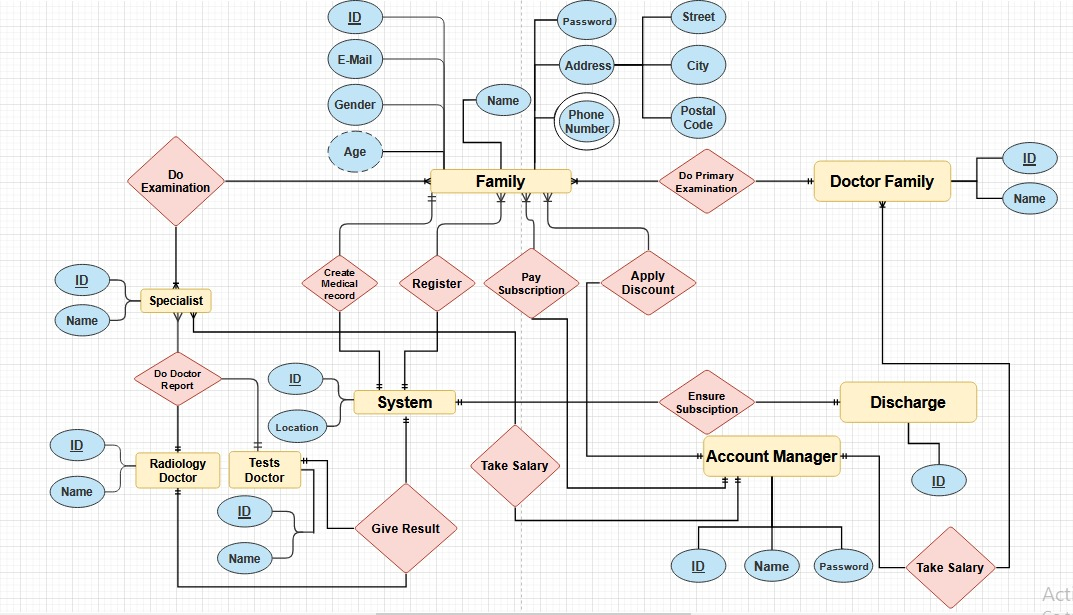 ID
E-Mail
Gender
Age
Name
Password
Address
Phone
Number
Street
City
Postal
Code
Do
Examination
Family
Do Primary
Examination
Doctor Family
ID
Name
ID
Name
Specialist
Create
Medical
record
Register
Pay
Subscription
Apply
Discount
Do Doctor
Report
ID
Location
System
Ensure
Subsciption
Discharge
ID
ID
Name
Radiology
Doctor
Tests
Doctor
ID
Name
Give Result
Take Salary
Account Manager
ID
Name
Password
Take Salary